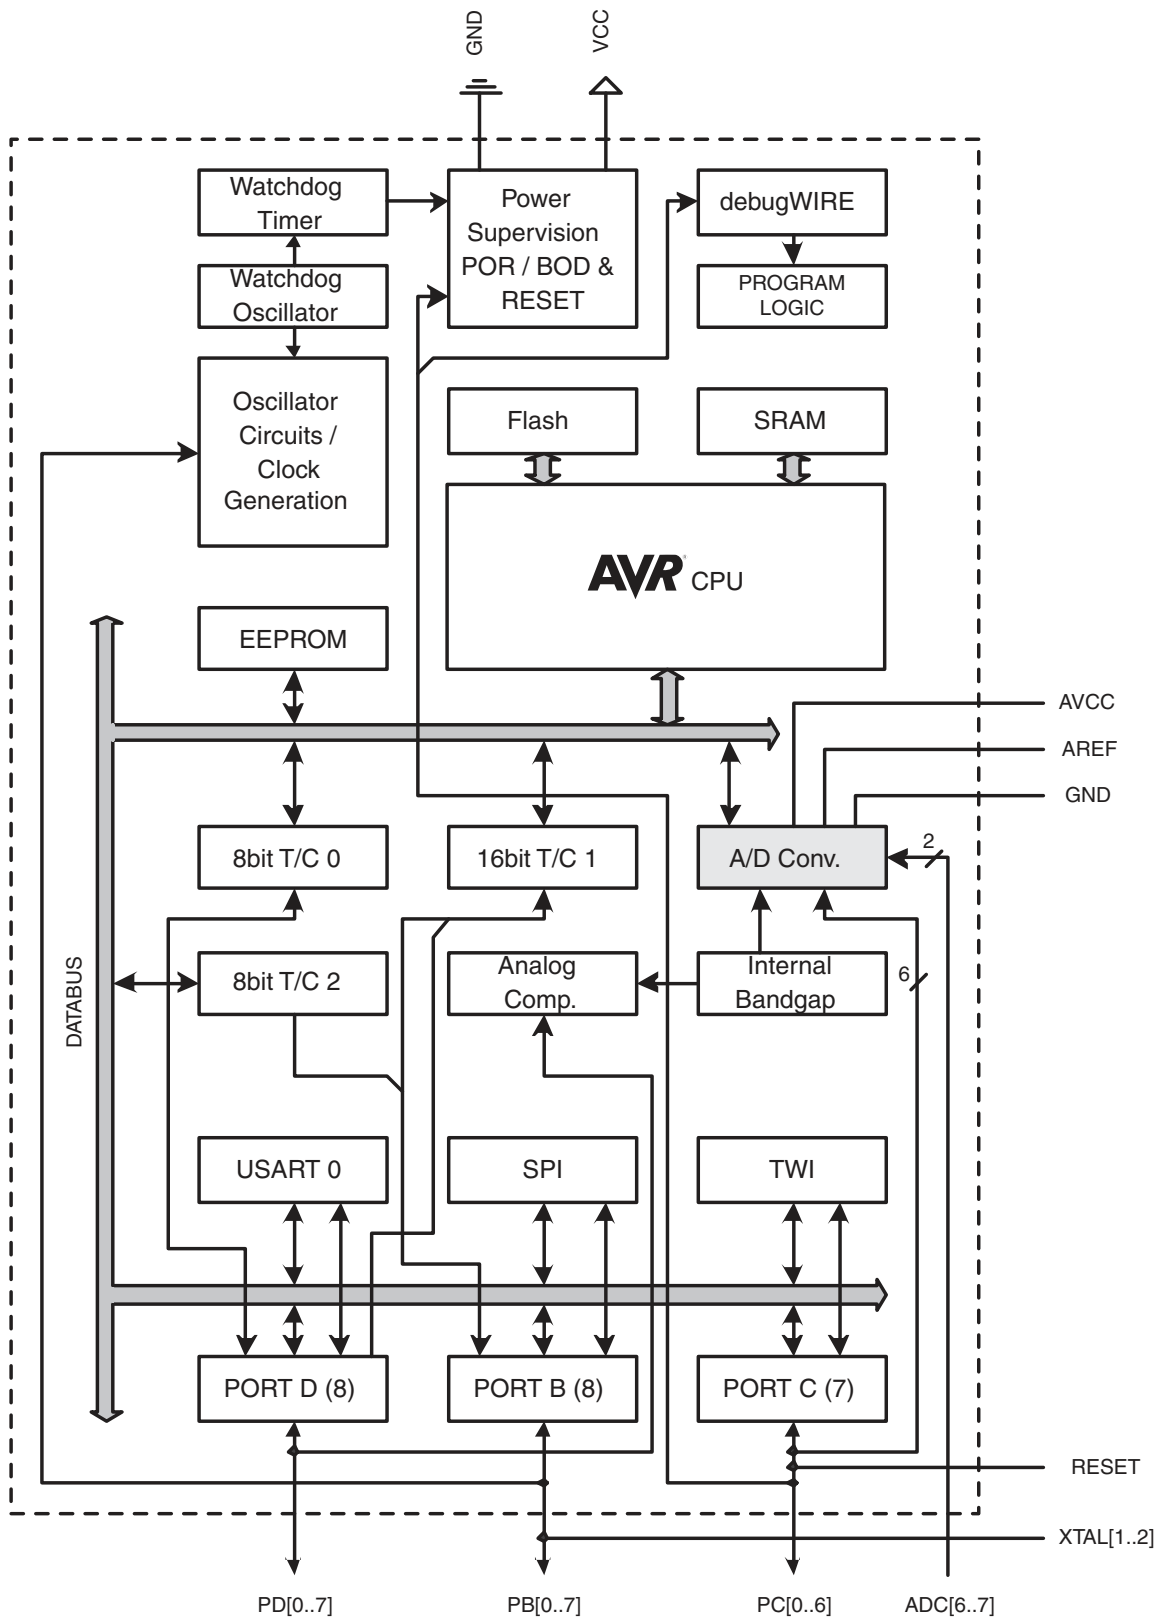 GND
VCC
Watchdog
Timer
Power
Supervision
POR / BOD &
RESET
debugWIRE
Watchdog
Oscillator
PROGRAM
LOGIC
Oscillator
Circuits /
Clock
Generation
Flash
SRAM
AVR® CPU
EEPROM
AVCC
AREF
GND
8bit T/C 0
16bit T/C 1
A/D Conv.
2
DATABUS
8bit T/C 2
Analog
Comp.
Internal
Bandgap
6
USART 0
SPI
TWI
PORT D (8)
PORT B (8)
PORT C (7)
RESET
XTAL[1..2]
PD[0..7]
PB[0..7]
PC[0..6]
ADC[6..7]